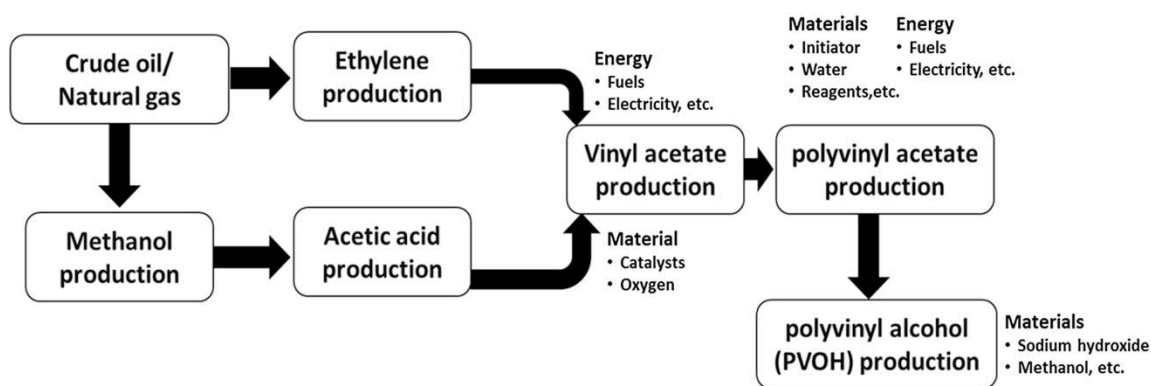 Crude oil/
Natural gas
Ethylene
production
Energy
• Fuels
• Electricity, etc.
Materials
• Initiator
• Water
• Reagents,etc.
Energy
• Fuels
• Electricity, etc.
Vinyl acetate
production
polyvinyl acetate
production
Methanol
production
Acetic acid
production
Material
• Catalysts
• Oxygen
polyvinyl alcohol
(PVOH) production
Materials
• Sodium hydroxide
• Methanol, etc.